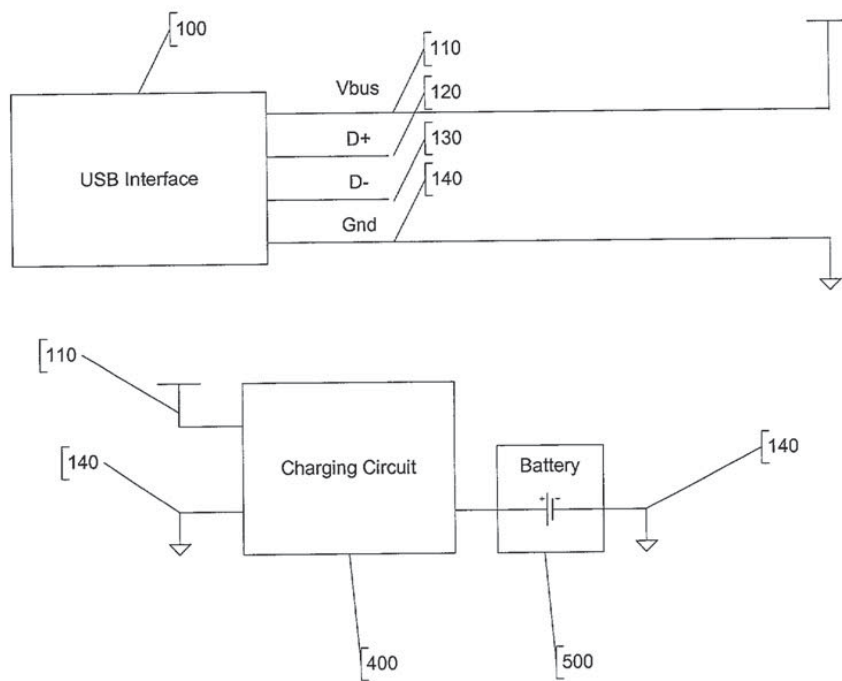 [100
Vbus
[110
[120
D+
[130
USB Interface
D-
[140
Gnd
[110
[140
Charging Circuit
Battery
+ -
[140
[400
[500